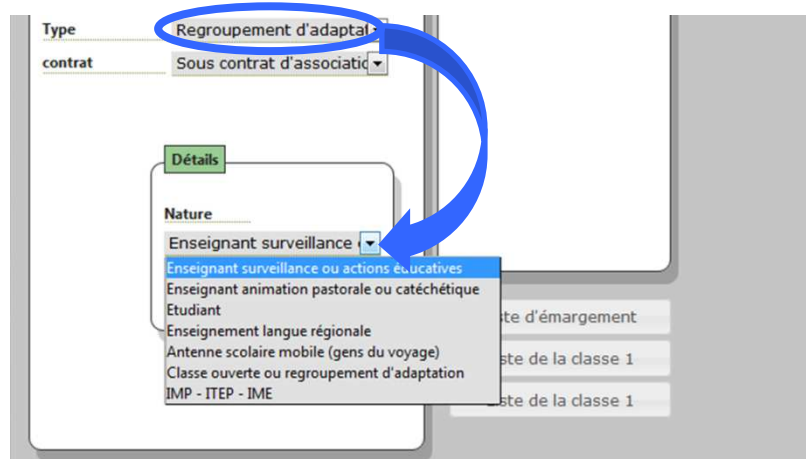 Type Regroupement d'adaptat
contrat Sous contrat d'associatio
Détails
Nature
Enseignant surveillance
Enseignant surveillance ou actions éducatives
Enseignant animation pastorale ou catéchétique
Etudiant
Enseignement langue régionale
Antenne scolaire mobile (gens du voyage)
Classe ouverte ou regroupement d'adaptation
IMP - ITEP - IME
ste d'émargement
ste de la classe 1
Liste de la classe 1